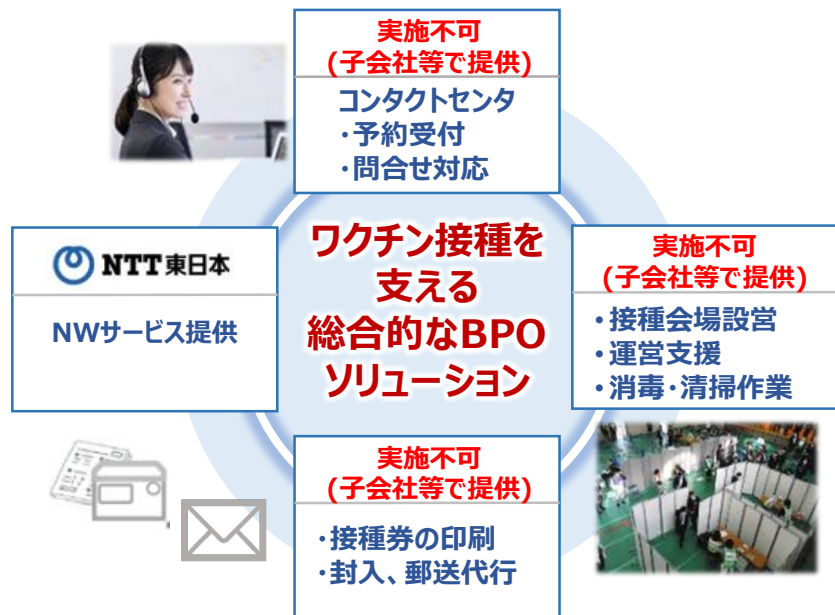 実施不可
(子会社等で提供)
コンタクトセンタ
・予約受付
・問合せ対応
NTT東日本
NWサービス提供
ワクチン接種を
支える
総合的なBPO
ソリューション
実施不可
(子会社等で提供)
・接種会場設営
・運営支援
・消毒・清掃作業
実施不可
(子会社等で提供)
・接種券の印刷
・封入、郵送代行